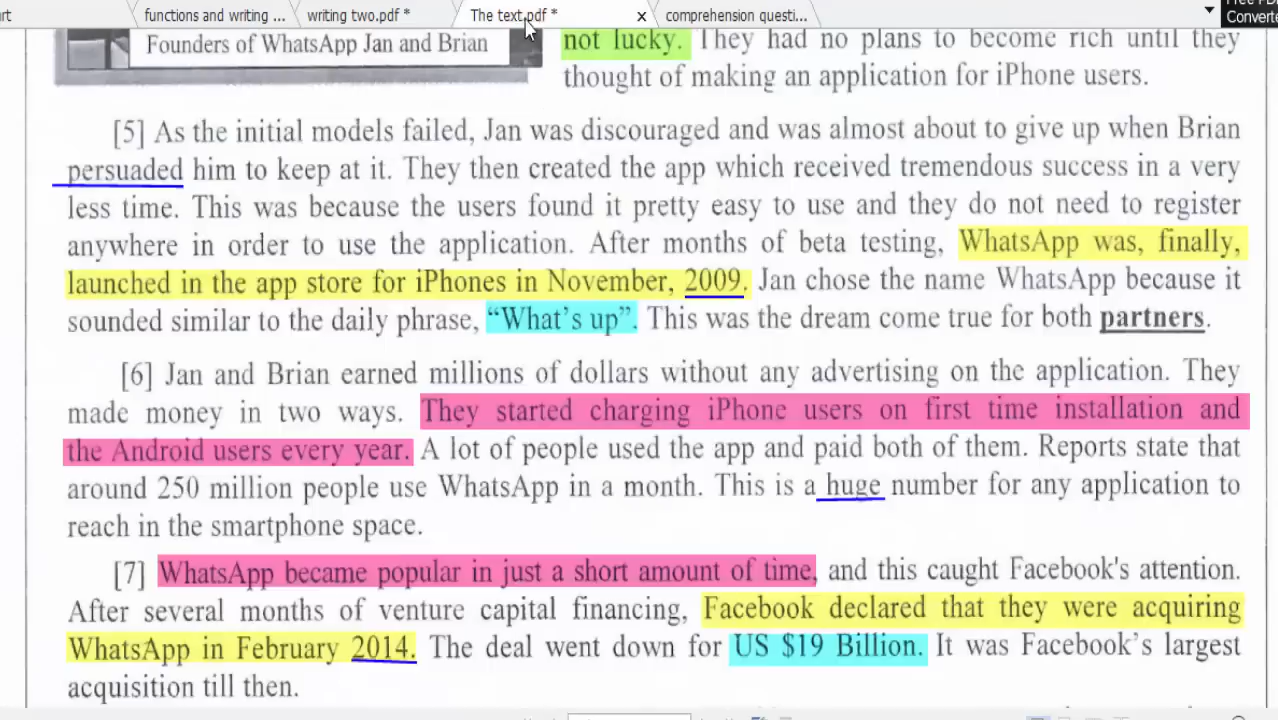 rt
functions and writing ...
writing two.pdf *
The text.pdf *
x
comprehension questi...
Free PD
Converte
Founders of WhatsApp Jan and Brian
not lucky. They had no plans to become rich until they
thought of making an application for iPhone users.
[5] As the initial models failed, Jan was discouraged and was almost about to give up when Brian
persuaded him to keep at it. They then created the app which received tremendous success in a very
less time. This was because the users found it pretty easy to use and they do not need to register
anywhere in order to use the application. After months of beta testing, WhatsApp was, finally,
launched in the app store for iPhones in November, 2009. Jan chose the name WhatsApp because it
sounded similar to the daily phrase, “What’s up”. This was the dream come true for both partners.
[6] Jan and Brian earned millions of dollars without any advertising on the application. They
made money in two ways. They started charging iPhone users on first time installation and
the Android users every year. A lot of people used the app and paid both of them. Reports state that
around 250 million people use WhatsApp in a month. This is a huge number for any application to
reach in the smartphone space.
[7] WhatsApp became popular in just a short amount of time, and this caught Facebook's attention.
After several months of venture capital financing, Facebook declared that they were acquiring
WhatsApp in February 2014. The deal went down for US $19 Billion. It was Facebook’s largest
acquisition till then.